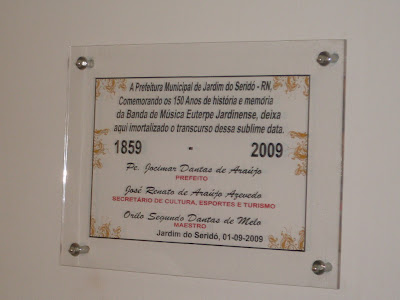 A Prefeitura Municipal de Jardim do Seridó - RN,
Comemorando os 150 Anos de história e memória
da Banda de Música Euterpe Jardinense, deixa
aqui imortalizado o transcurso dessa sublime data.
1859 - 2009
Pe. Jocimar Dantas de Araújo
PREFEITO
José Renato de Araújo Azevedo
SECRETÁRIO DE CULTURA, ESPORTES E TURISMO
Orilo Segundo Dantas de Melo
MAESTRO
Jardim do Seridó, 01-09-2009